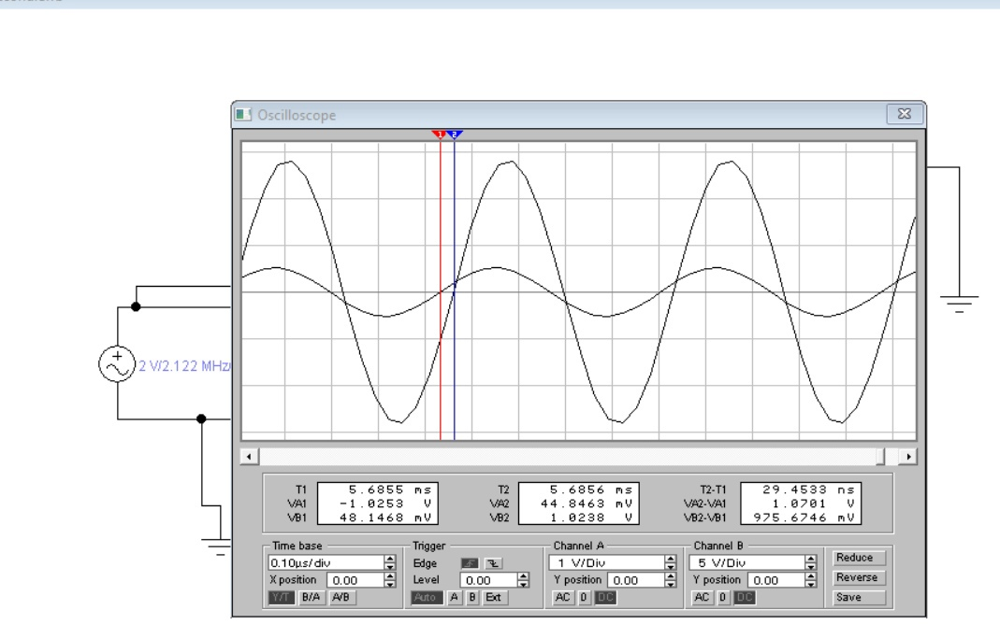 Oscilloscope
1 2
2 V/2.122 MHz/
T1 5.6855 ms
VA1 -1.0253 V
VB1 48.1468 mV
T2 5.6856 ms
VA2 44.8463 mV
VB2 1.0238 V
T2-T1 29.4533 ns
VA2-VA1 1.0701 V
VB2-VB1 975.6746 mV
Time base
0.10µs/div
X position 0.00
Y/T B/A A/B
Trigger
Edge
Level 0.00
Auto A B Ext
Channel A
1 V/Div
Y position 0.00
AC 0 DC
Channel B
5 V/Div
Y position 0.00
AC 0 DC
Reduce
Reverse
Save